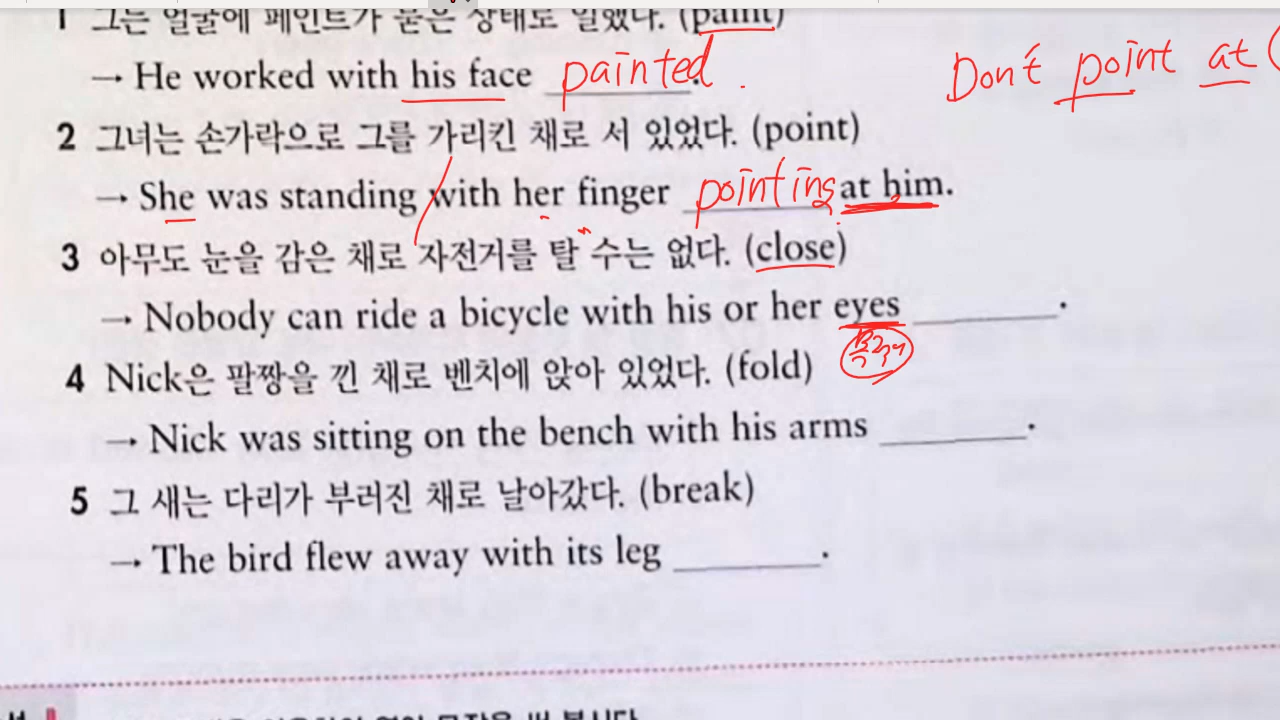 1 그는 얼굴에 페인트가 묻은 상태로 일했다. (paint)
→ He worked with his face painted.
Don't point at (
2 그녀는 손가락으로 그를 가리킨 채로 서 있었다. (point)
→ She was standing with her finger pointing at him.
3 아무도 눈을 감은 채로 자전거를 탈 수는 없다. (close)
→ Nobody can ride a bicycle with his or her eyes .
4 Nick은 팔짱을 낀 채로 벤치에 앉아 있었다. (fold)
→ Nick was sitting on the bench with his arms .
5 그 새는 다리가 부러진 채로 날아갔다. (break)
→ The bird flew away with its leg .